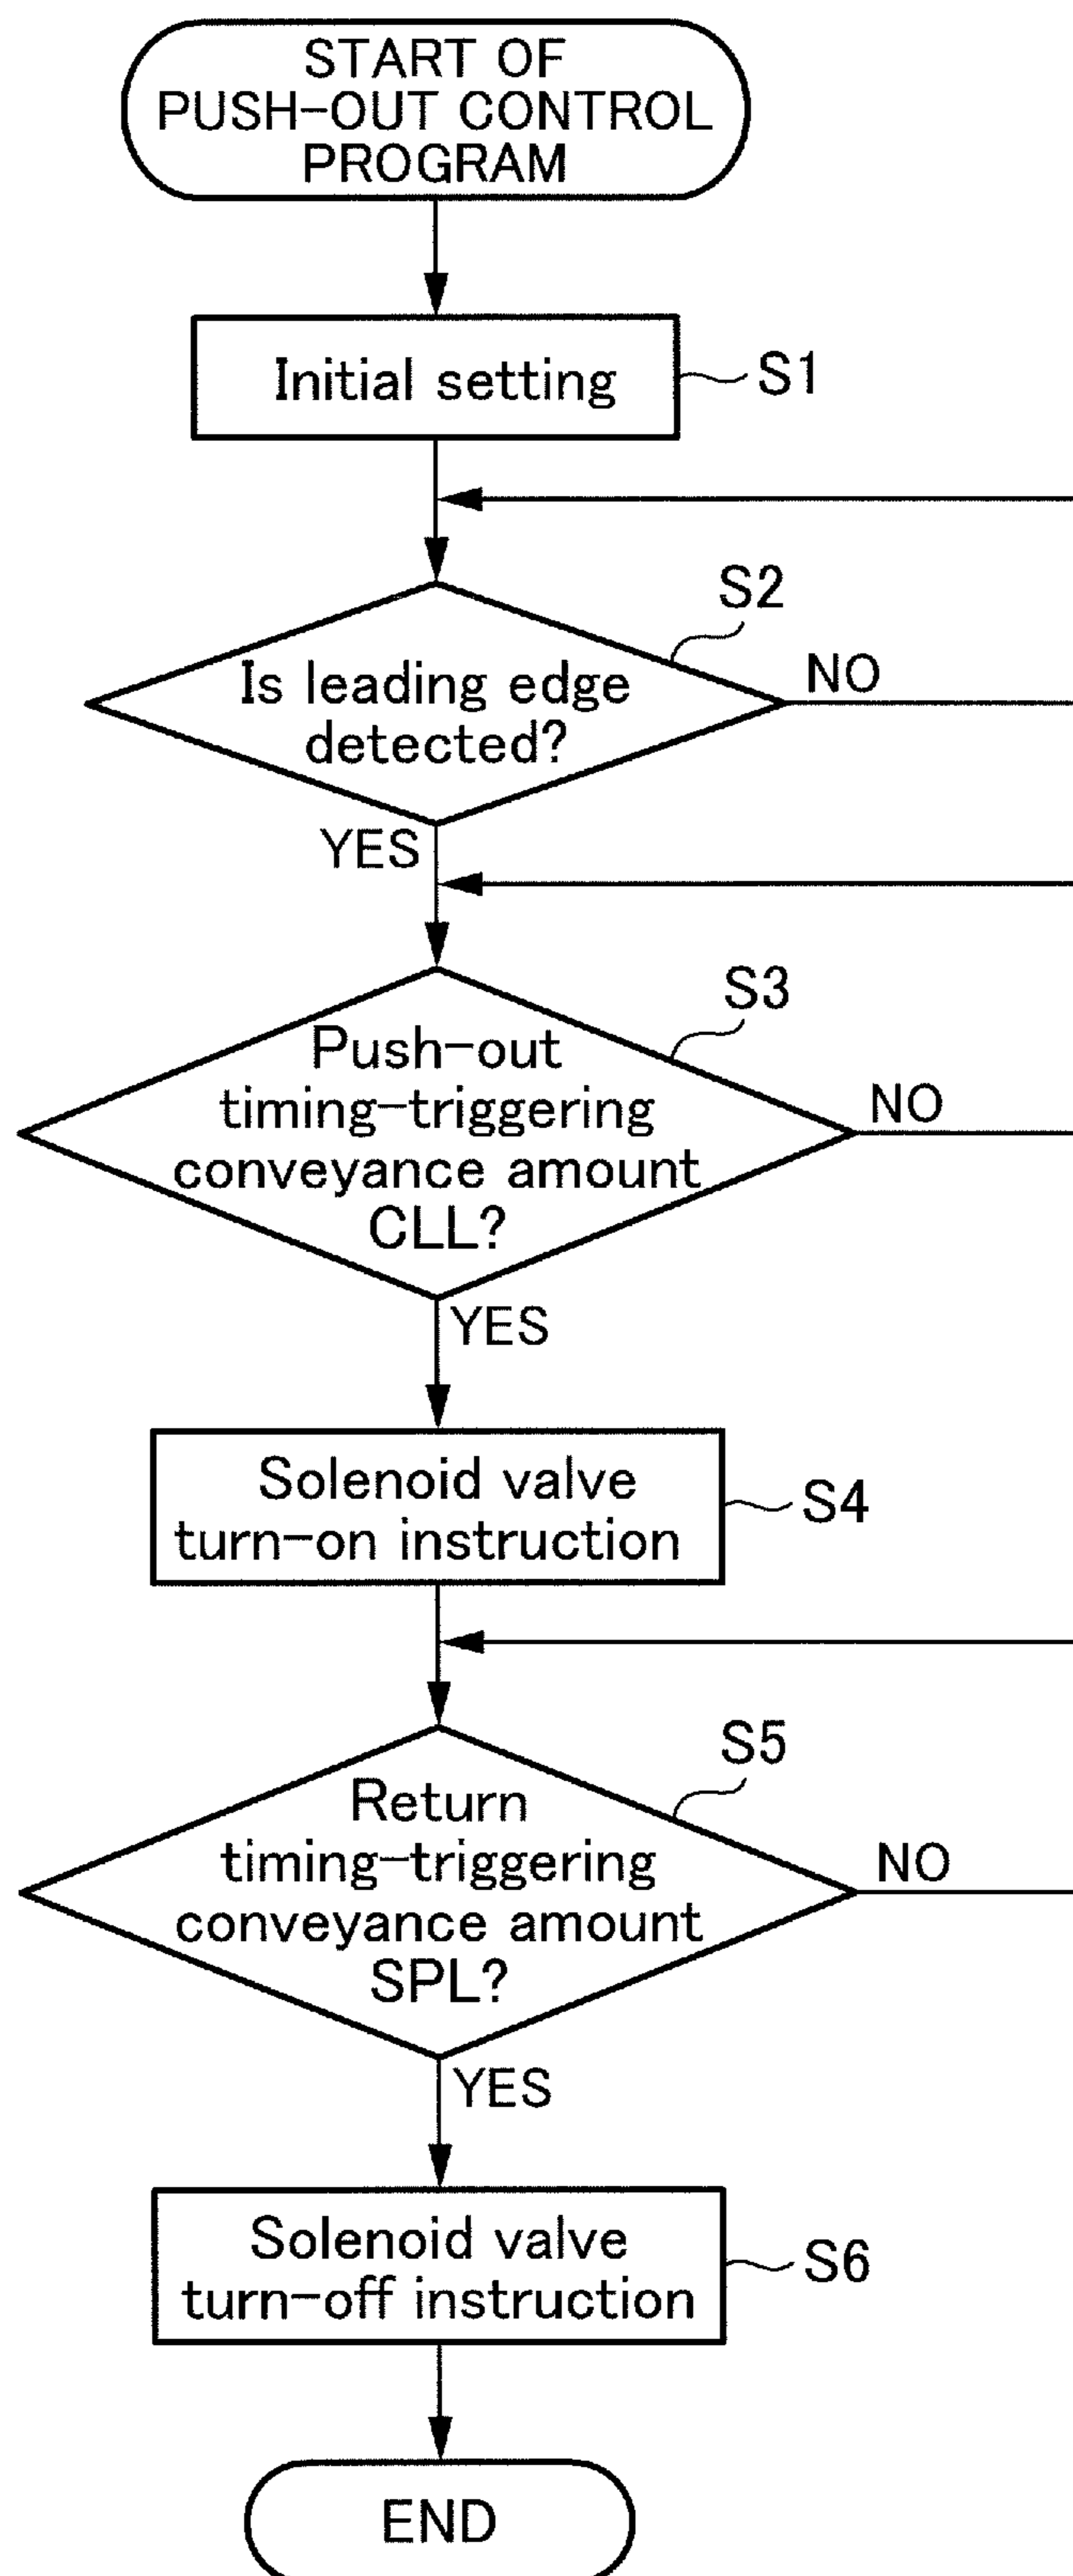 START OF
PUSH-OUT CONTROL
PROGRAM
Initial setting
S1
S2
Is leading edge
detected?
NO
YES
S3
Push-out
timing-triggering
conveyance amount
CLL?
NO
YES
Solenoid valve
turn-on instruction
S4
S5
Return
timing-triggering
conveyance amount
SPL?
NO
YES
Solenoid valve
turn-off instruction
S6
END